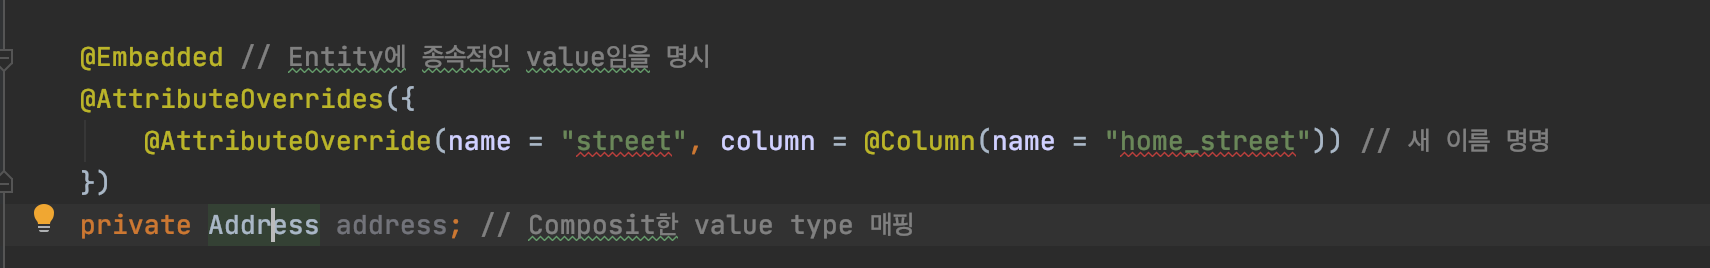 @Embedded // Entity에 종속적인 value임을 명시
@AttributeOverrides({
@AttributeOverride(name = "street", column = @Column(name = "home_street")) // 새 이름 명명
})
private Address address; // Composit한 value type 매핑